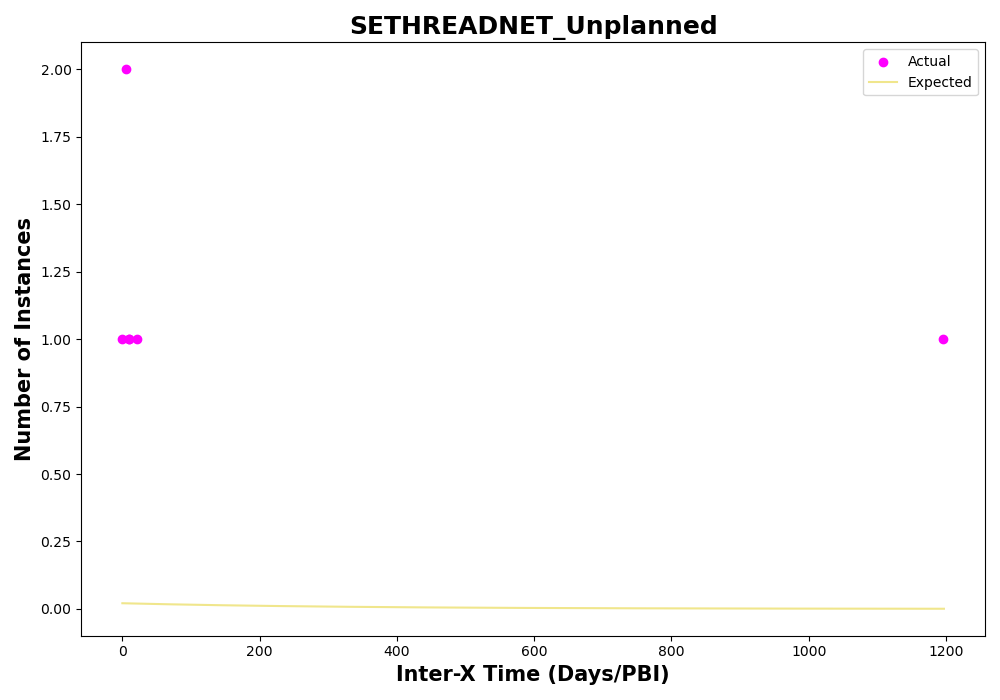 SETHREADNET_Unplanned
Actual
Expected
Number of Instances
2.00
1.75
1.50
1.25
1.00
0.75
0.50
0.25
0.00
0 200 400 600 800 1000 1200
Inter-X Time (Days/PBI)